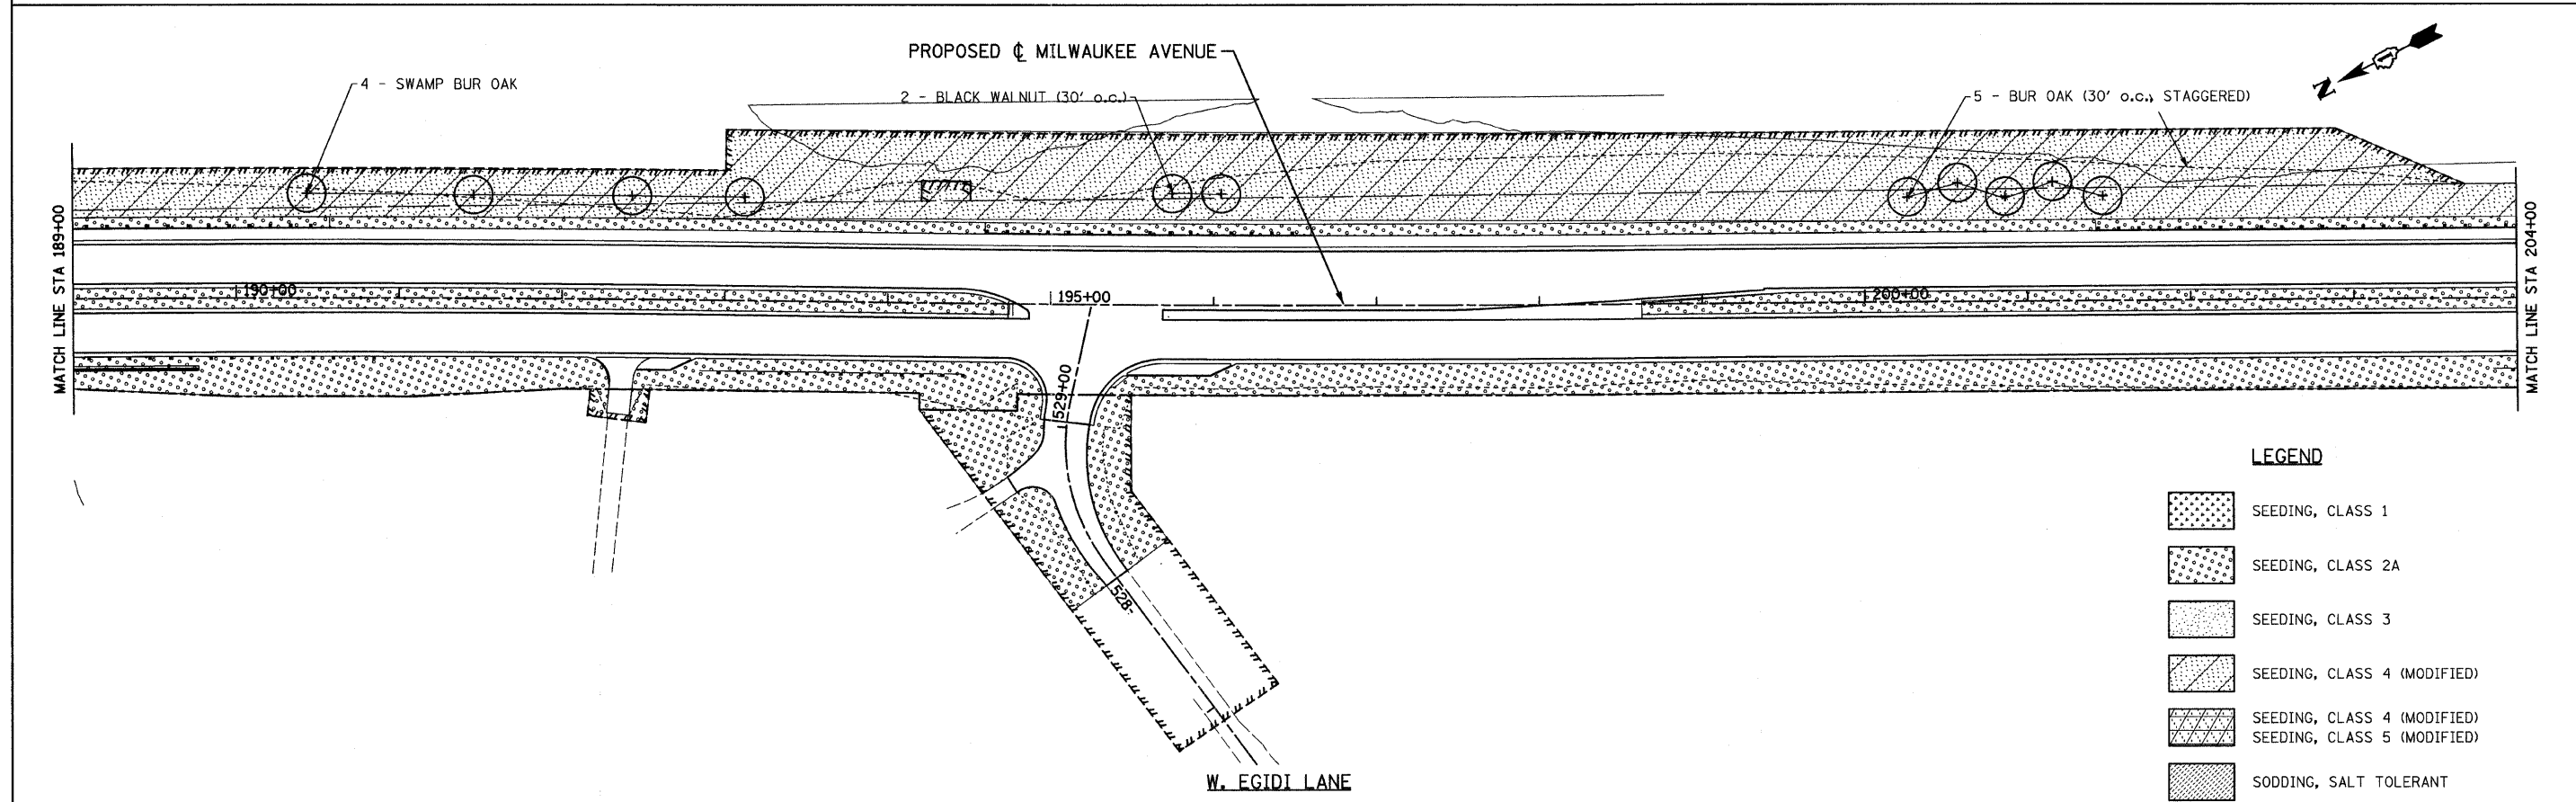 PROPOSED ℄ MILWAUKEE AVENUE
4 - SWAMP BUR OAK
2 - BLACK WALNUT (30' o.c.)
5 - BUR OAK (30' o.c., STAGGERED)
N
MATCH LINE STA 189+00
MATCH LINE STA 204+00
190+00
195+00
200+00
529+00
528
W. EGIDI LANE
LEGEND
SEEDING, CLASS 1
SEEDING, CLASS 2A
SEEDING, CLASS 3
SEEDING, CLASS 4 (MODIFIED)
SEEDING, CLASS 4 (MODIFIED)
SEEDING, CLASS 5 (MODIFIED)
SODDING, SALT TOLERANT